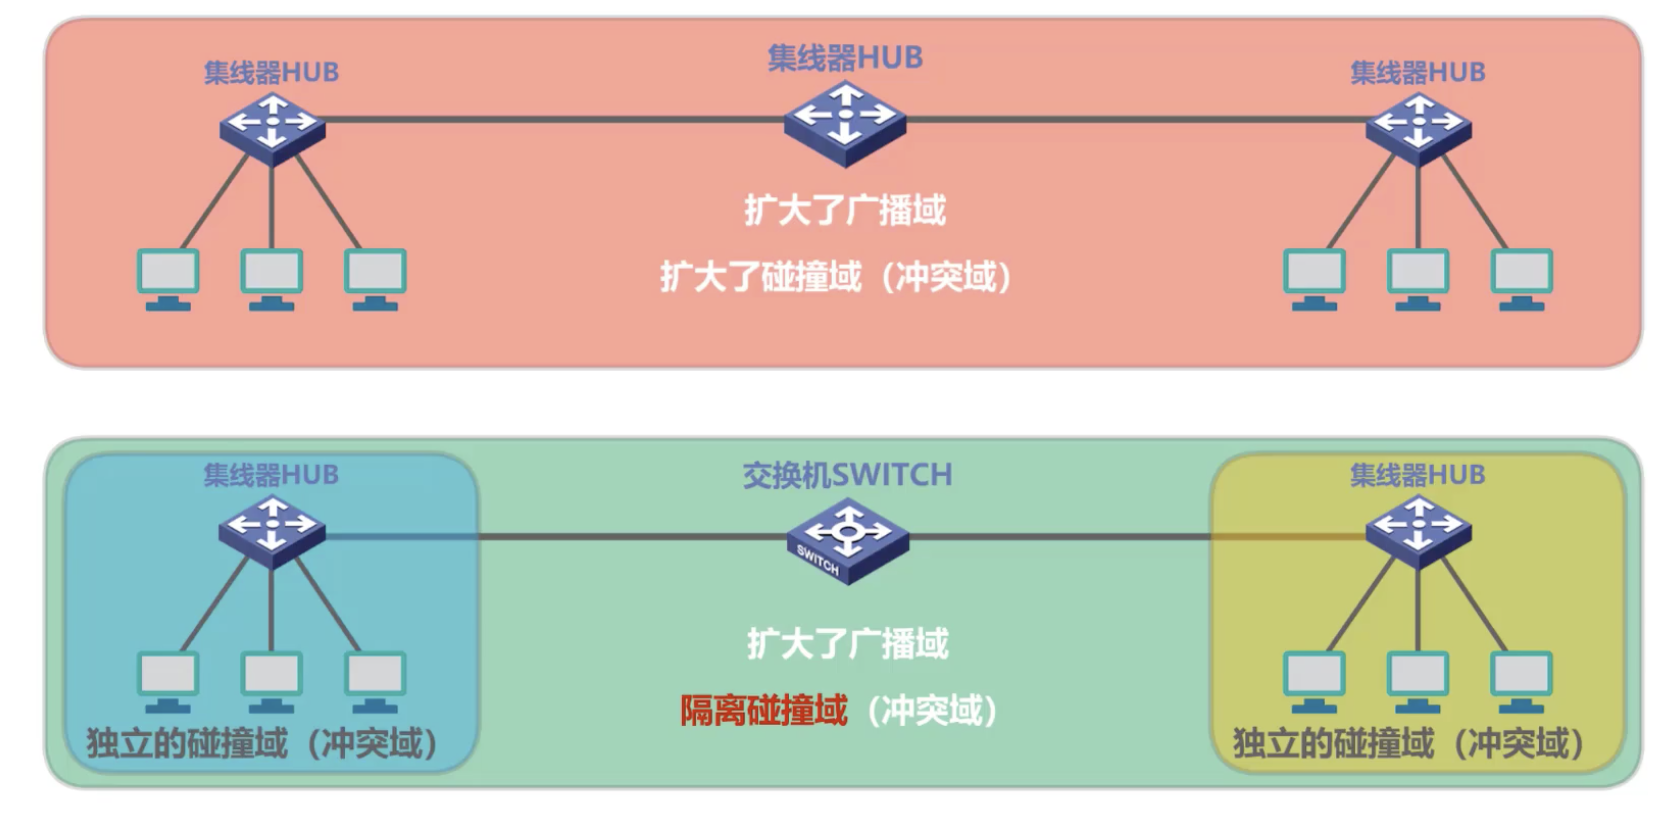 集线器HUB
集线器HUB
集线器HUB
扩大了广播域
扩大了碰撞域（冲突域）
集线器HUB
交换机SWITCH
集线器HUB
SWITCH
扩大了广播域
隔离碰撞域（冲突域）
独立的碰撞域（冲突域）
独立的碰撞域（冲突域）